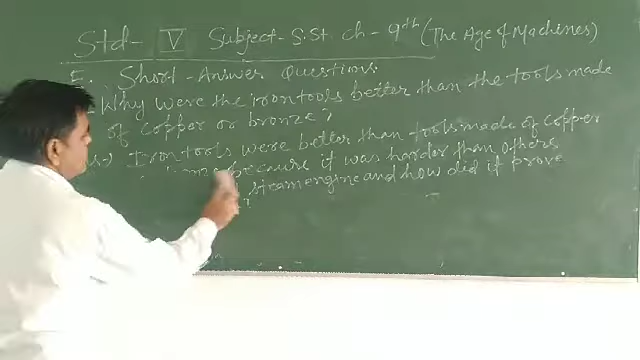 Std- V Subject- S.St. ch- 9th (The Age of Machines)
E. Short-Answer Questions.
Why were the iron tools better than the tools made
of copper or bronze?
Iron tools were better than tools made of copper
because it was harder than others
steam engine and how did it prove